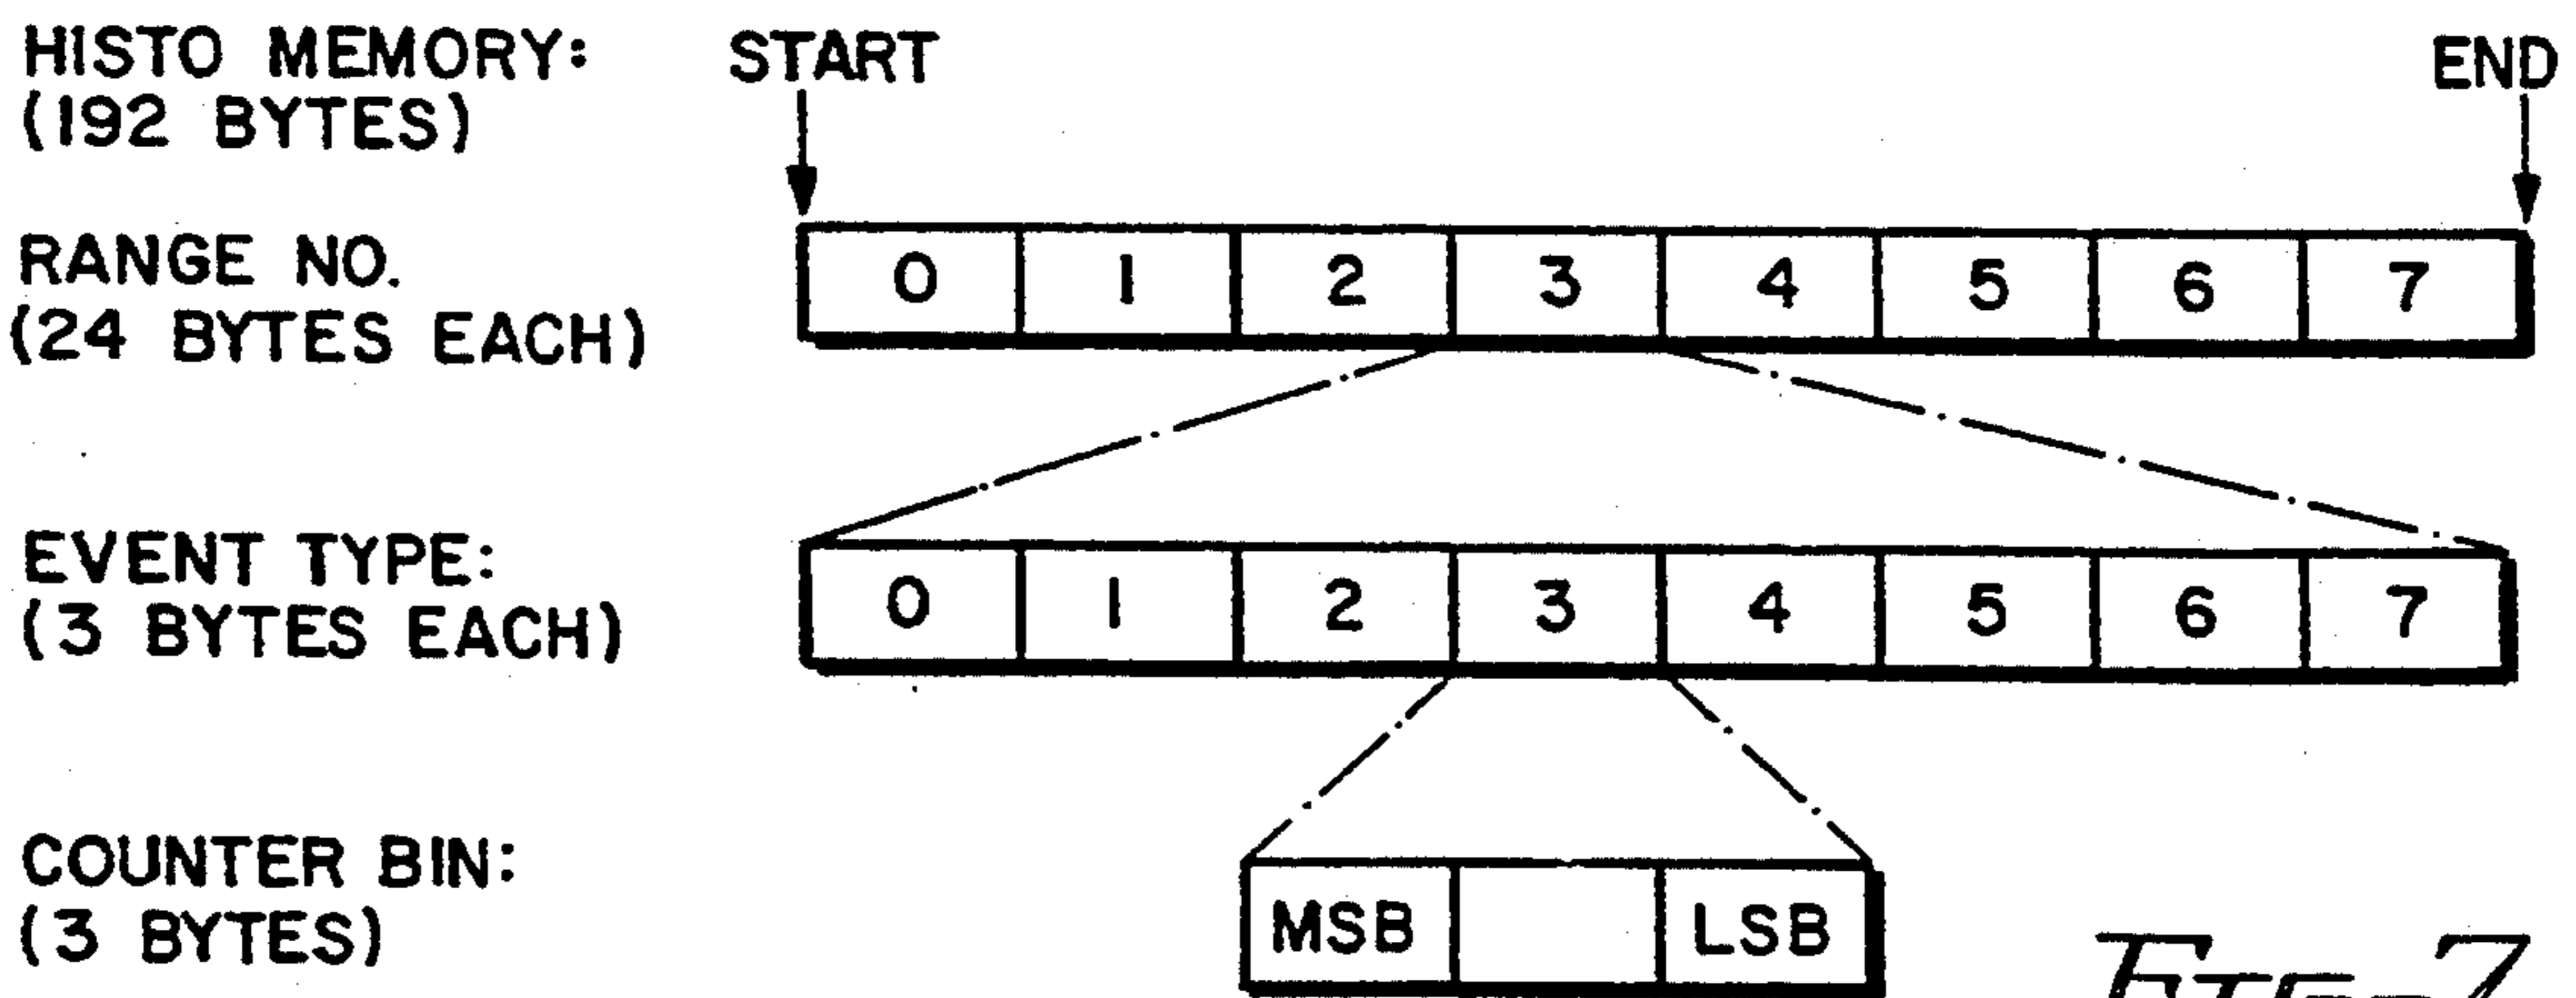 HISTO MEMORY: START END
(192 BYTES)
RANGE NO. 0 1 2 3 4 5 6 7
(24 BYTES EACH)
EVENT TYPE: 0 1 2 3 4 5 6 7
(3 BYTES EACH)
COUNTER BIN:
(3 BYTES) MSB LSB